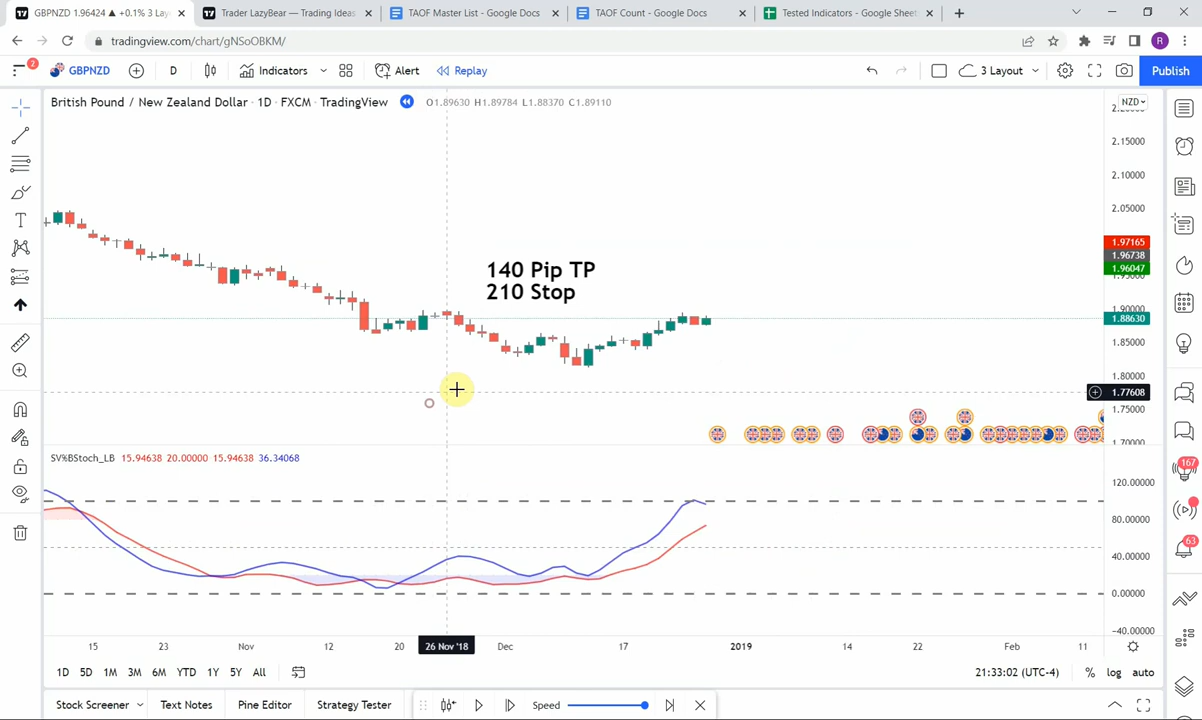 GBPNZD 1.96424 ▲ +0.1% 3 Lay
Trader LazyBear — Trading Ideas
TAOF Master List - Google Docs
TAOF Count - Google Docs
Tested Indicators - Google Sheets
tradingview.com/chart/gNSoOBKM/
R
2
GBPNZD
D
Indicators
Alert
Replay
3 Layout
Publish
British Pound / New Zealand Dollar · 1D · FXCM · TradingView
O1.89630 H1.89784 L1.88370 C1.89110
NZD
2.15000
2.10000
2.05000
1.97165
1.96738
1.96047
1.90000
1.88630
1.85000
1.80000
1.77608
1.75000
1.70000
140 Pip TP
210 Stop
SV%BStoch_LB 15.94638 20.00000 15.94638 36.34068
120.00000
80.00000
40.00000
0.00000
−40.00000
167
63
15
23
Nov
12
20
26 Nov '18
Dec
17
2019
14
22
Feb
11
1D
5D
1M
3M
6M
YTD
1Y
5Y
All
21:33:02 (UTC-4)
%
log
auto
Stock Screener
Text Notes
Pine Editor
Strategy Tester
Speed